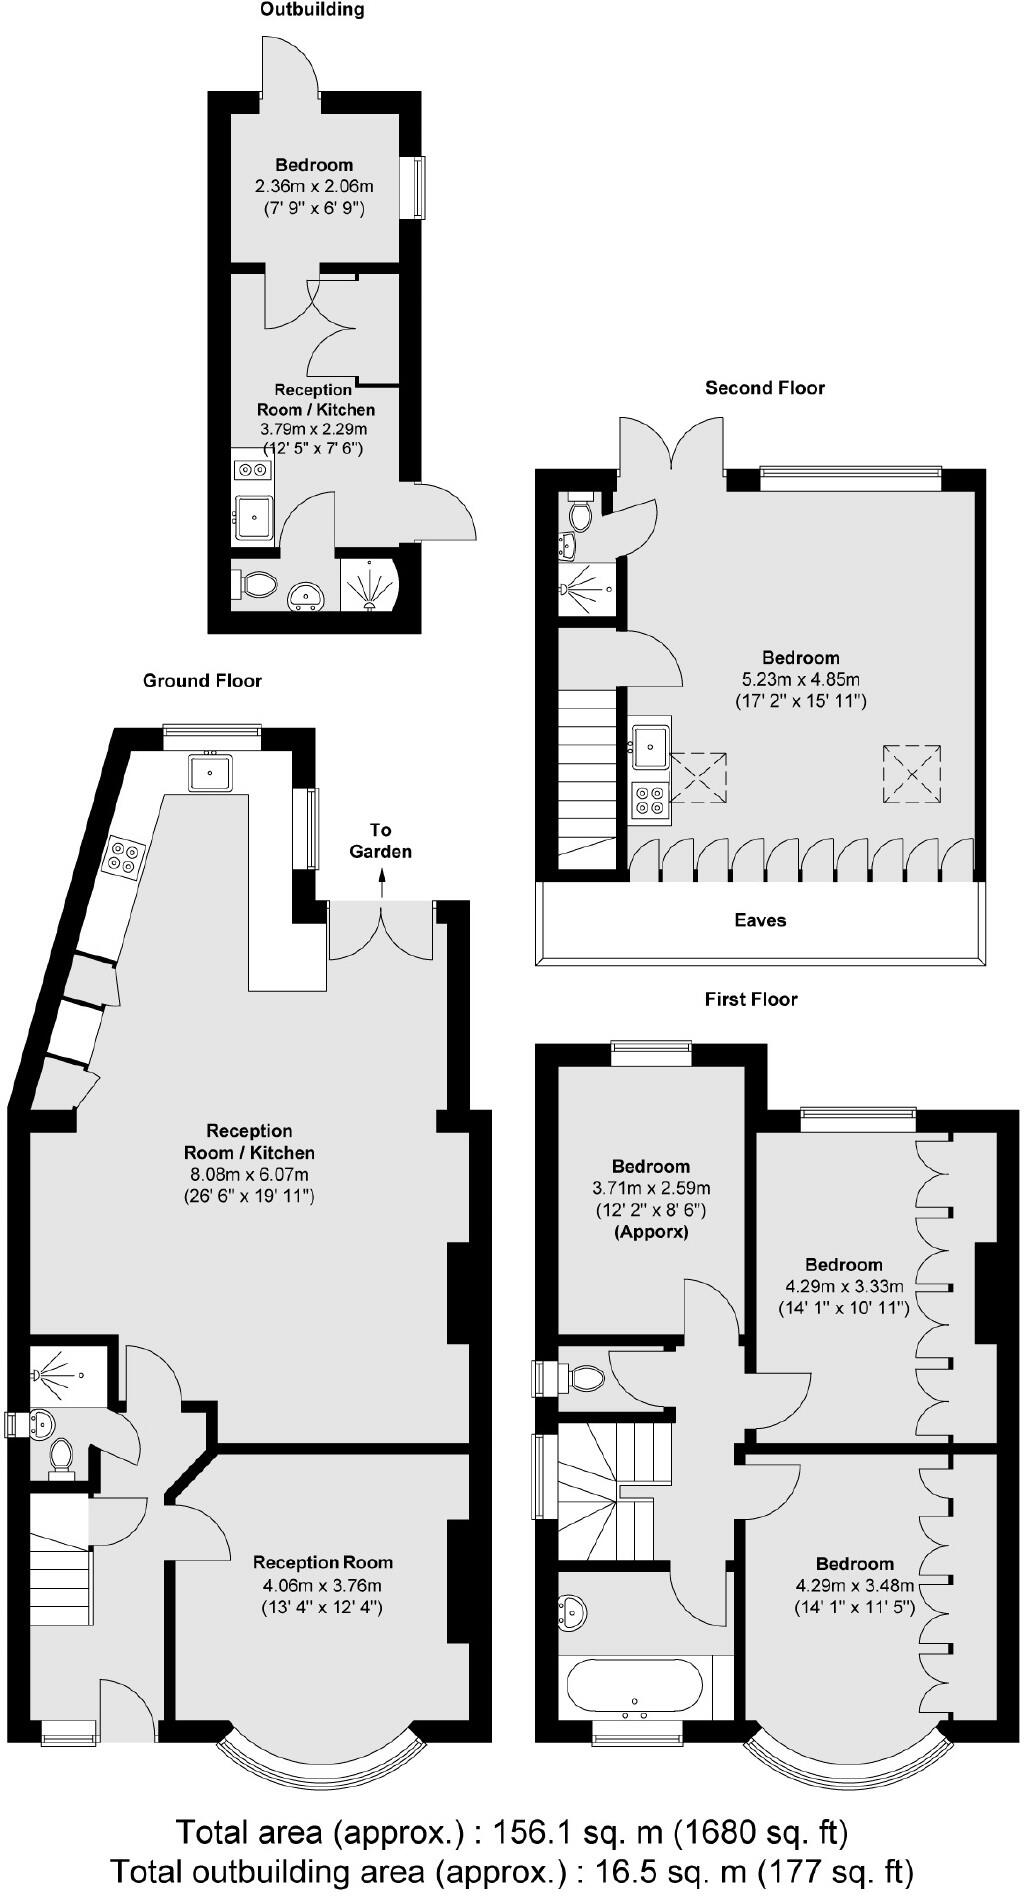 Outbuilding
Bedroom
2.36m x 2.06m
(7' 9" x 6' 9")
Reception
Room / Kitchen
3.79m x 2.29m
(12' 5" x 7' 6")
Second Floor
Bedroom
5.23m x 4.85m
(17' 2" x 15' 11")
Eaves
Ground Floor
To
Garden
Reception
Room / Kitchen
8.08m x 6.07m
(26' 6" x 19' 11")
Reception Room
4.06m x 3.76m
(13' 4" x 12' 4")
First Floor
Bedroom
3.71m x 2.59m
(12' 2" x 8' 6")
(Apporx)
Bedroom
4.29m x 3.33m
(14' 1" x 10' 11")
Bedroom
4.29m x 3.48m
(14' 1" x 11' 5")
Total area (approx.) : 156.1 sq. m (1680 sq. ft)
Total outbuilding area (approx.) : 16.5 sq. m (177 sq. ft)